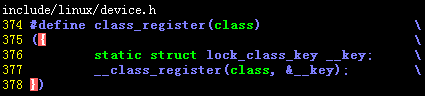 include/linux/device.h
374 #define class_register(class) \
375 ({ \
376 static struct lock_class_key __key; \
377 __class_register(class, &__key); \
378 })